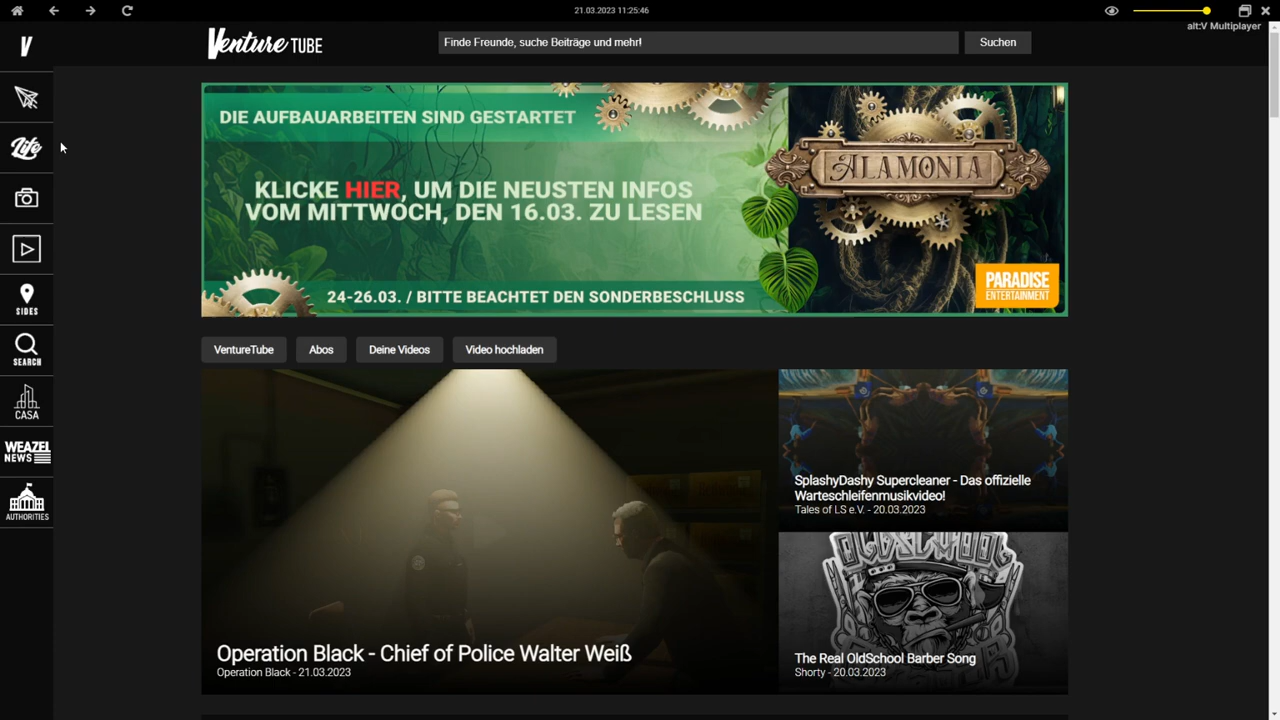 21.03.2023 11:25:46
alt:V Multiplayer
V
Venture TUBE
Finde Freunde, suche Beiträge und mehr!
Suchen
Life
SIDES
SEARCH
CASA
WEAZEL
NEWS
AUTHORITIES
DIE AUFBAUARBEITEN SIND GESTARTET
KLICKE HIER, UM DIE NEUSTEN INFOS
VOM MITTWOCH, DEN 16.03. ZU LESEN
24-26.03. / BITTE BEACHTET DEN SONDERBESCHLUSS
ALAMONIA
PARADISE
ENTERTAINMENT
VentureTube
Abos
Deine Videos
Video hochladen
Operation Black - Chief of Police Walter Weiß
Operation Black - 21.03.2023
SplashyDashy Supercleaner - Das offizielle
Warteschleifenmusikvideo!
Tales of LS e.V. - 20.03.2023
OLDSCHOOL
The Real OldSchool Barber Song
Shorty - 20.03.2023